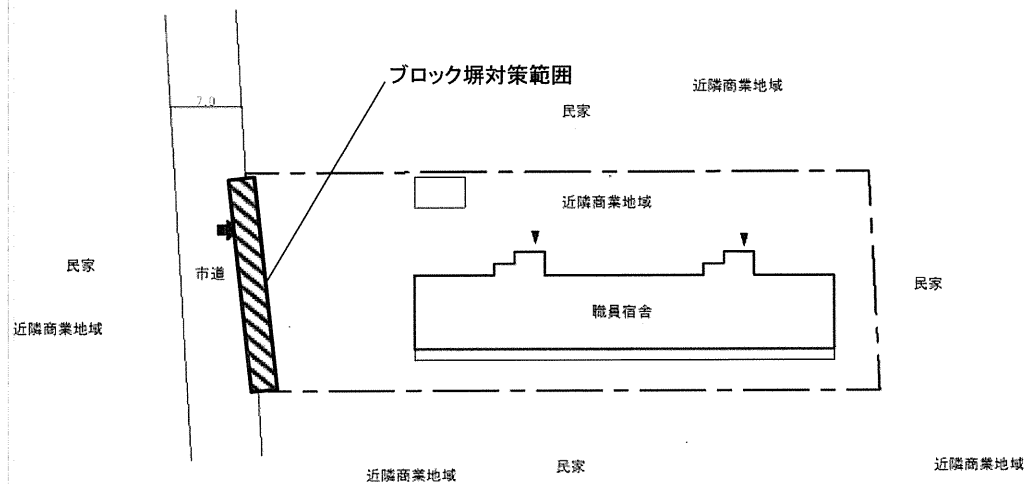 ブロック塀対策範囲
近隣商業地域
7.0
民家
近隣商業地域
民家
市道
民家
職員宿舎
近隣商業地域
近隣商業地域
民家
近隣商業地域